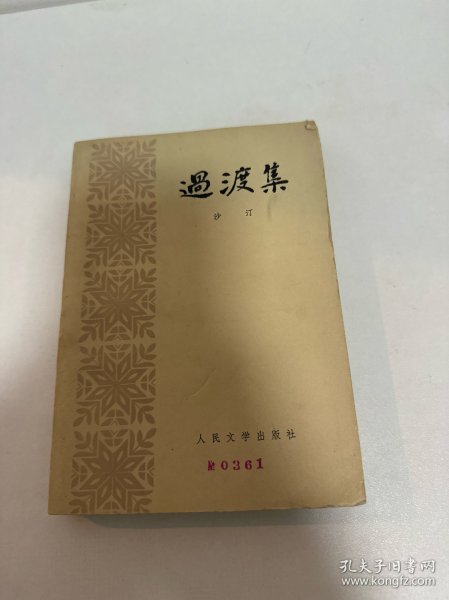 過渡集
沙汀
人民文学出版社
№0361
孔夫子旧书网
www.kongfz.com